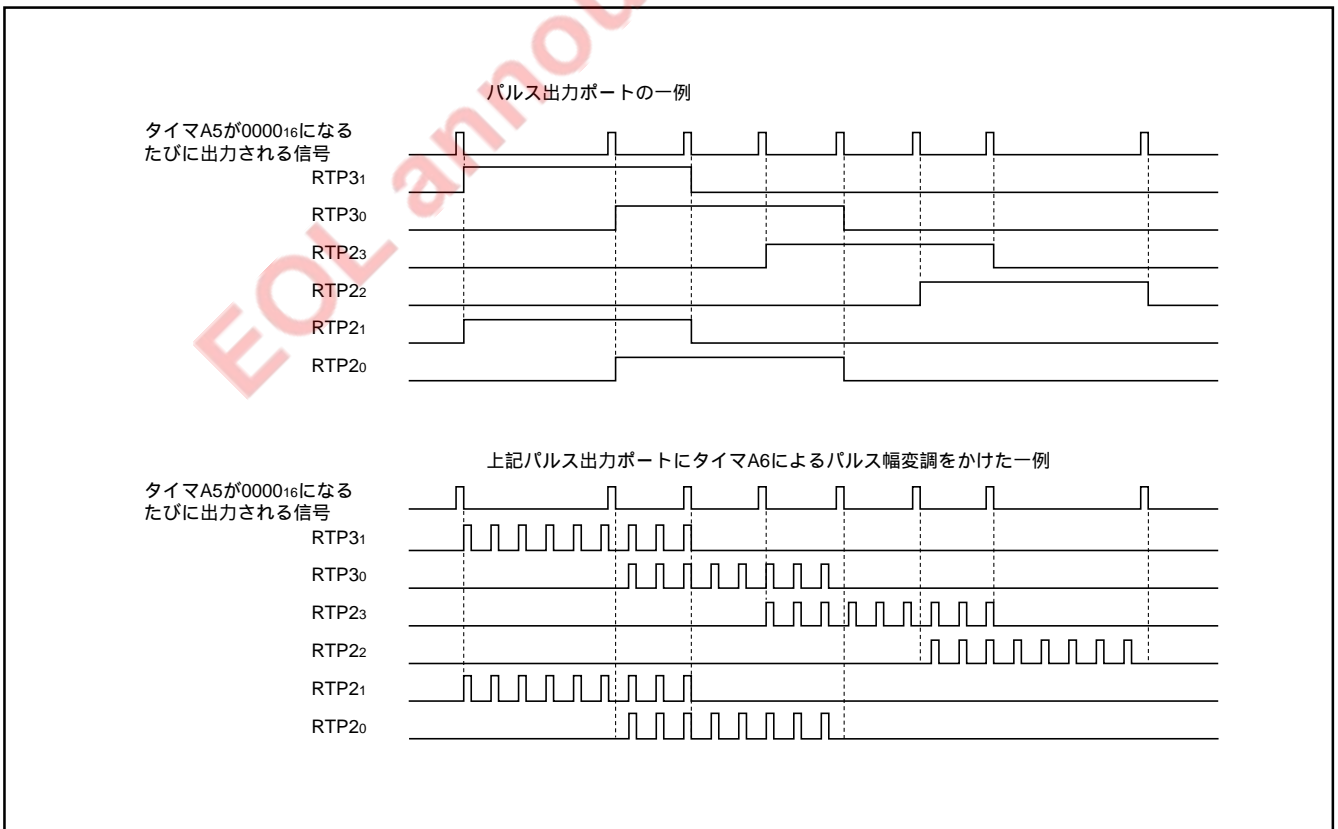 EOL annou
パルス出力ポートの一例
タイマA5が0000₁₆になる
たびに出力される信号
RTP3₁
RTP3₀
RTP2₃
RTP2₂
RTP2₁
RTP2₀
上記パルス出力ポートにタイマA6によるパルス幅変調をかけた一例
タイマA5が0000₁₆になる
たびに出力される信号
RTP3₁
RTP3₀
RTP2₃
RTP2₂
RTP2₁
RTP2₀